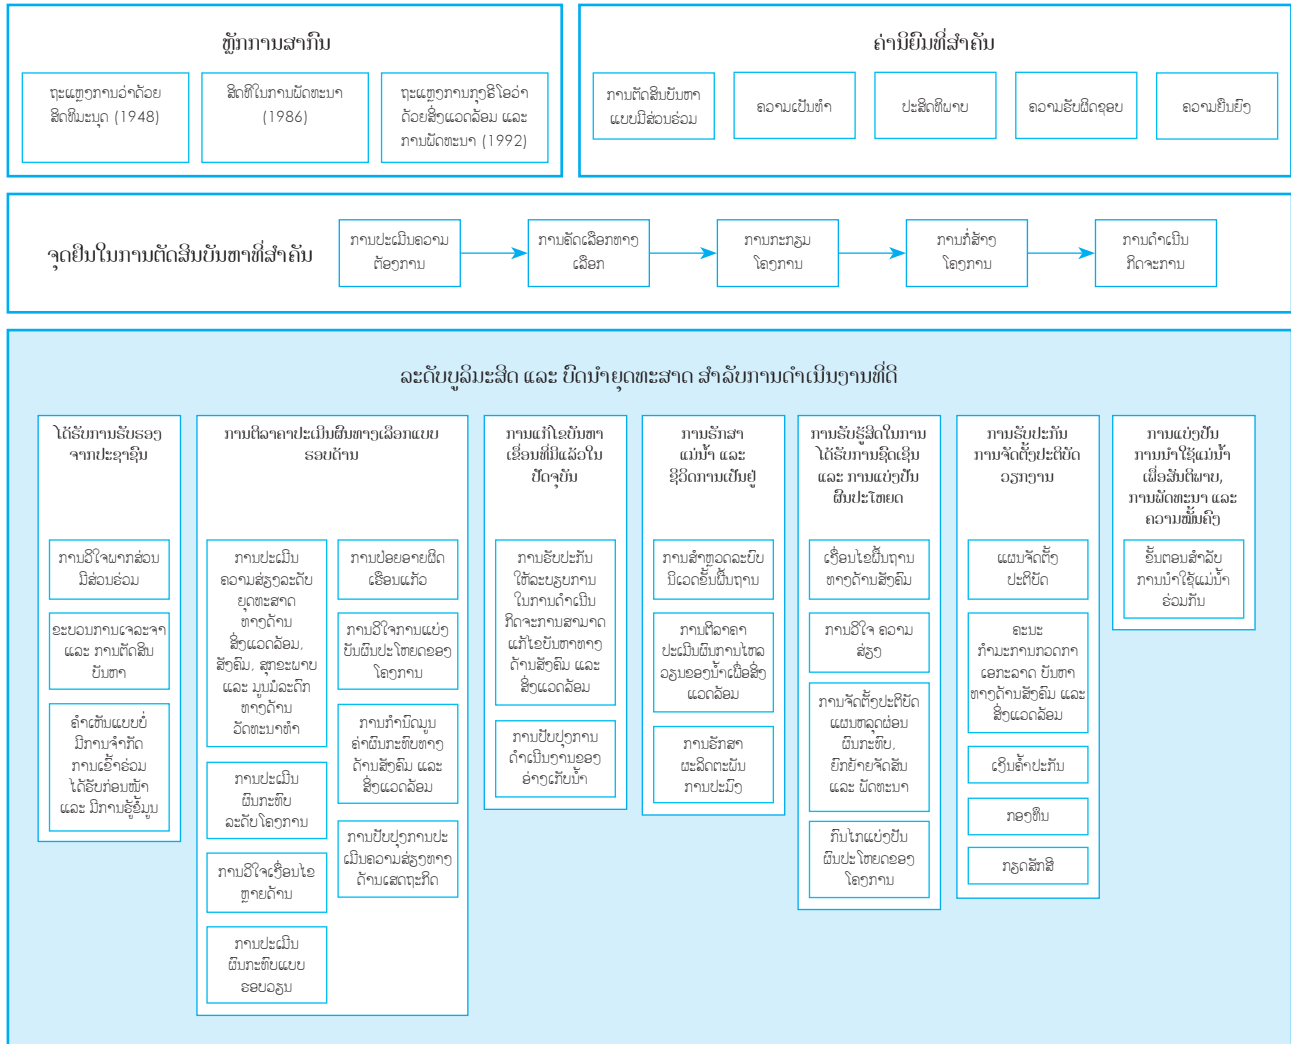 ຫຼັກການສາກົນ
ຖະແຫຼງການວ່າດ້ວຍ
ສິດທິມະນຸດ (1948)
ສິດທິໃນການພັດທະນາ
(1986)
ຖະແຫຼງການກຸງຣີໂອວ່າ
ດ້ວຍສິ່ງແວດລ້ອມ ແລະ
ການພັດທະນາ (1992)
ຄ່ານິຍົມທີ່ສຳຄັນ
ການຕັດສິນບັນຫາ
ແບບມີສ່ວນຮ່ວມ
ຄວາມເປັນທຳ
ປະສິດທິພາບ
ຄວາມຮັບຜິດຊອບ
ຄວາມຍືນຍົງ
ຈຸດຢືນໃນການຕັດສິນບັນຫາທີ່ສຳຄັນ
ການປະເມີນຄວາມ
ຕ້ອງການ
ການຄັດເລືອກທາງ
ເລືອກ
ການກະກຽມ
ໂຄງການ
ການກໍ່ສ້າງ
ໂຄງການ
ການດຳເນີນ
ກິດຈະການ
ລະດັບບູລິມະສິດ ແລະ ບົດນຳຍຸດທະສາດ ສຳລັບການດຳເນີນງານທີ່ດີ
ໄດ້ຮັບການຮັບຮອງ
ຈາກປະຊາຊົນ
ການວິໃຈພາກສ່ວນ
ມີສ່ວນຮ່ວມ
ຂະບວນການເຈລະຈາ
ແລະ ການຕັດສິນ
ບັນຫາ
ຄຳເຫັນແບບບໍ່
ມີການຈຳກັດ
ການເຂົ້າຮ່ວມ
ໄດ້ຮັບກ່ອນໜ້າ
ແລະ ມີການຮູ້ຂໍ້ມູນ
ການຕີລາຄາປະເມີນຜົນທາງເລືອກແບບ
ຮອບດ້ານ
ການປະເມີນ
ຄວາມສ່ຽງລະດັບ
ຍຸດທະສາດ
ທາງດ້ານ
ສິ່ງແວດລ້ອມ,
ສັງຄົມ, ສຸກຂະພາບ
ແລະ ມູນມໍລະດົກ
ທາງດ້ານ
ວັດທະນາທຳ
ການປະເມີນ
ຜົນກະທົບ
ລະດັບໂຄງການ
ການວິໃຈເງື່ອນໄຂ
ຫຼາຍດ້ານ
ການປະເມີນ
ຜົນກະທົບແບບ
ຮອບວຽນ
ການປ່ອຍອາຍຜິດ
ເຮືອນແກ້ວ
ການວິໃຈການແບ່ງ
ບັນຜົນປະໂຫຍດຂອງ
ໂຄງການ
ການກຳນົດມູນ
ຄ່າຜົນກະທົບທາງ
ດ້ານສັງຄົມ ແລະ
ສິ່ງແວດລ້ອມ
ການປັບປຸງການປະ
ເມີນຄວາມສ່ຽງທາງ
ດ້ານເສດຖະກິດ
ການແກ້ໄຂບັນຫາ
ເຂື່ອນທີ່ມີແລ້ວໃນ
ປັດຈຸບັນ
ການຮັບປະກັນ
ໃຫ້ລະບຽບການ
ໃນການດຳເນີນ
ກິດຈະການສາມາດ
ແກ້ໄຂບັນຫາທາງ
ດ້ານສັງຄົມ ແລະ
ສິ່ງແວດລ້ອມ
ການປັບປຸງການ
ດຳເນີນງານຂອງ
ອ່າງເກັບນ້ຳ
ການຮັກສາ
ແມ່ນ້ຳ ແລະ
ຊີວິດການເປັນຢູ່
ການສຳຫຼວດລະບົບ
ນິເວດຂັ້ນພື້ນຖານ
ການຕີລາຄາ
ປະເມີນຜົນການໄຫລ
ວຽນຂອງນ້ຳເພື່ອສິ່ງ
ແວດລ້ອມ
ການຮັກສາ
ຜະລິດຕະພັນ
ການປະມົງ
ການຮັບຮູ້ສິດໃນການ
ໄດ້ຮັບການຊົດເຊີນ
ແລະ ການແບ່ງປັນ
ຜົນປະໂຫຍດ
ເງື່ອນໄຂພື້ນຖານ
ທາງດ້ານສັງຄົມ
ການວິໃຈ ຄວາມ
ສ່ຽງ
ການຈັດຕັ້ງປະຕິບັດ
ແຜນຫລຸດຜ່ອນ
ຜົນກະທົບ,
ຍົກຍ້າຍຈັດສັນ
ແລະ ພັດທະນາ
ກົນໄກແບ່ງປັນ
ຜົນປະໂຫຍດຂອງ
ໂຄງການ
ການຮັບປະກັນ
ການຈັດຕັ້ງປະຕິບັດ
ວຽກງານ
ແຜນຈັດຕັ້ງ
ປະຕິບັດ
ຄະນະ
ກຳມະການກວດກາ
ເອກະລາດ ບັນຫາ
ທາງດ້ານສັງຄົມ ແລະ
ສິ່ງແວດລ້ອມ
ເງິນຄ້ຳປະກັນ
ກອງທຶນ
ກຽດສັກສີ
ການແບ່ງປັນ
ການນຳໃຊ້ແມ່ນ້ຳ
ເພື່ອສັນຕິພາບ,
ການພັດທະນາ ແລະ
ຄວາມໝັ້ນຄົງ
ຂັ້ນຕອນສຳລັບ
ການນຳໃຊ້ແມ່ນ້ຳ
ຮ່ວມກັນ